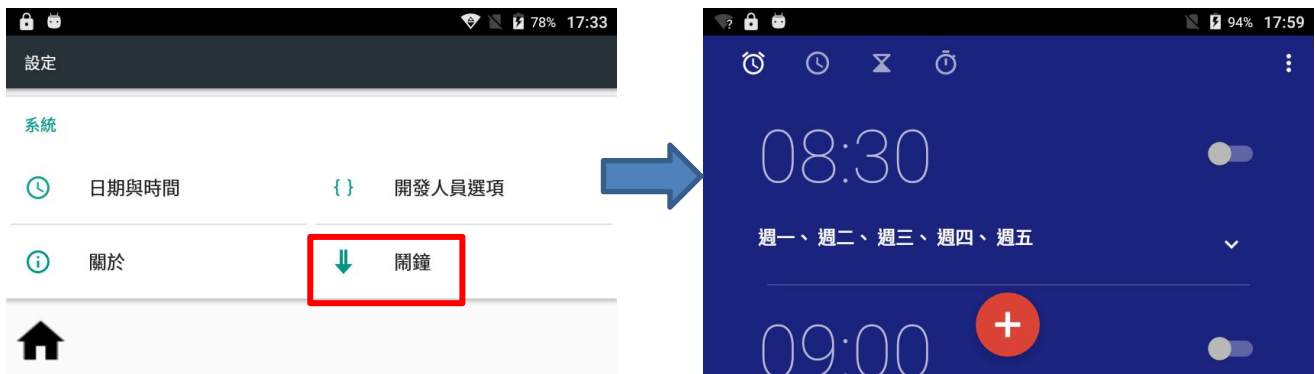 78% 17:33
設定
系統
日期與時間
{ } 開發人員選項
關於
鬧鐘
? 94% 17:59
08:30
週一、週二、週三、週四、週五
09:00